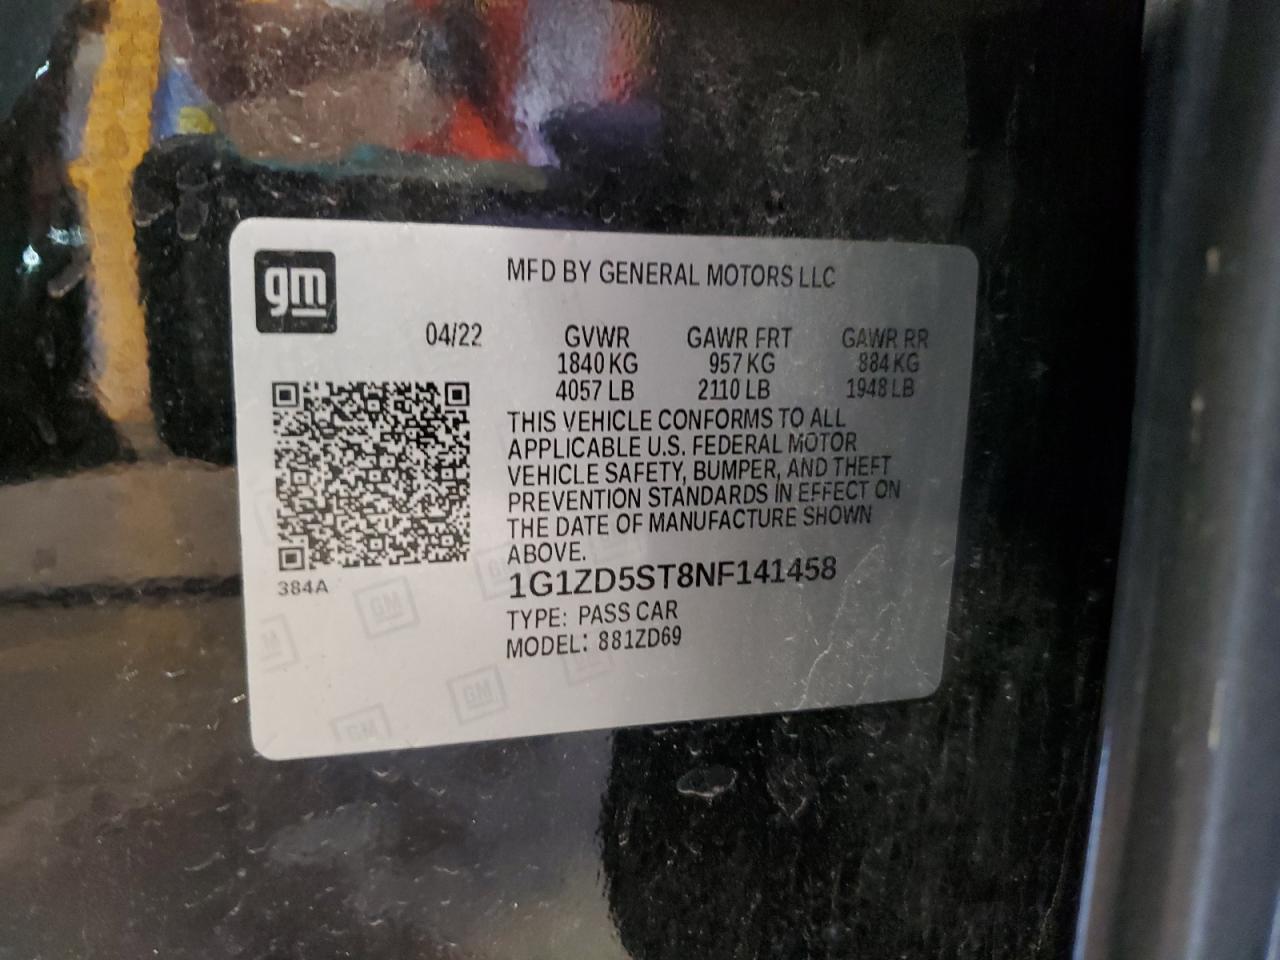 gm
MFD BY GENERAL MOTORS LLC
04/22 GVWR GAWR FRT GAWR RR
1840 KG 957 KG 884 KG
4057 LB 2110 LB 1948 LB
THIS VEHICLE CONFORMS TO ALL
APPLICABLE U.S. FEDERAL MOTOR
VEHICLE SAFETY, BUMPER, AND THEFT
PREVENTION STANDARDS IN EFFECT ON
THE DATE OF MANUFACTURE SHOWN
ABOVE.
384A
1G1ZD5ST8NF141458
TYPE: PASS CAR
MODEL: 881ZD69
GM
GM